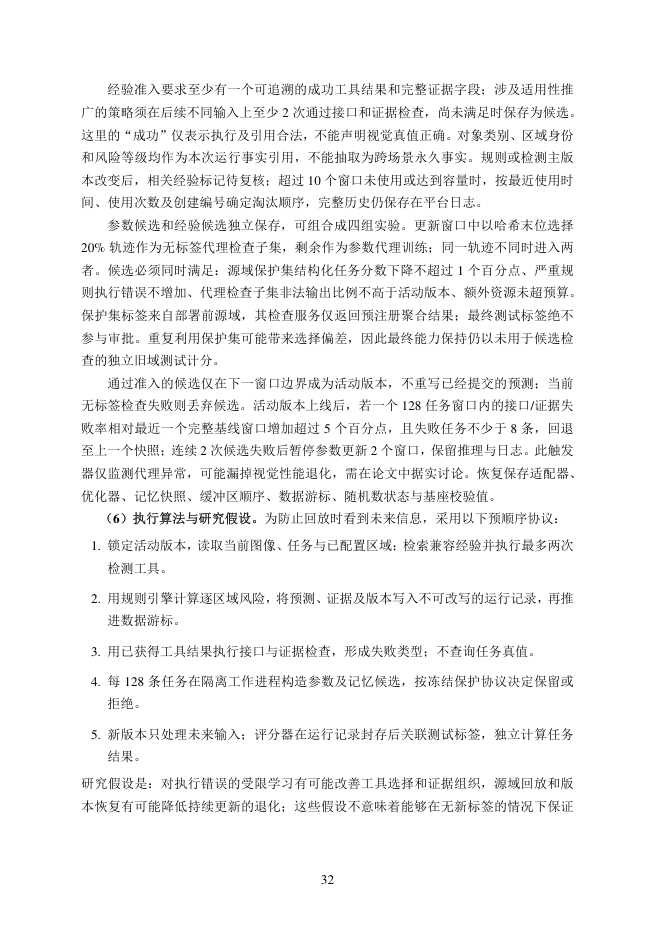 经验准入要求至少有一个可追溯的成功工具结果和完整证据字段；涉及适用性推
广的策略须在后续不同输入上至少 2 次通过接口和证据检查，尚未满足时保存为候选。
这里的“成功”仅表示执行及引用合法，不能声明视觉真值正确。对象类别、区域身份
和风险等级均作为本次运行事实引用，不能抽取为跨场景永久事实。规则或检测主版
本改变后，相关经验标记待复核；超过 10 个窗口未使用或达到容量时，按最近使用时
间、使用次数及创建编号确定淘汰顺序，完整历史仍保存在平台日志。
参数候选和经验候选独立保存，可组合成四组实验。更新窗口中以哈希末位选择
20% 轨迹作为无标签代理检查子集，剩余作为参数代理训练；同一轨迹不同时进入两
者。候选必须同时满足：源域保护集结构化任务分数下降不超过 1 个百分点、严重规
则执行错误不增加、代理检查子集非法输出比例不高于活动版本、额外资源未超预算。
保护集标签来自部署前源域，其检查服务仅返回预注册聚合结果；最终测试标签绝不
参与审批。重复利用保护集可能带来选择偏差，因此最终能力保持仍以未用于候选检
查的独立旧域测试计分。
通过准入的候选仅在下一窗口边界成为活动版本，不重写已经提交的预测；当前
无标签检查失败则丢弃候选。活动版本上线后，若一个 128 任务窗口内的接口/证据失
败率相对最近一个完整基线窗口增加超过 5 个百分点，且失败任务不少于 8 条，回退
至上一个快照；连续 2 次候选失败后暂停参数更新 2 个窗口，保留推理与日志。此触发
器仅监测代理异常，可能漏掉视觉性能退化，需在论文中据实讨论。恢复保存适配器、
优化器、记忆快照、缓冲区顺序、数据游标、随机数状态与基座校验值。
（6）执行算法与研究假设。为防止回放时看到未来信息，采用以下预顺序协议：
1. 锁定活动版本，读取当前图像、任务与已配置区域；检索兼容经验并执行最多两次
检测工具。
2. 用规则引擎计算逐区域风险，将预测、证据及版本写入不可改写的运行记录，再推
进数据游标。
3. 用已获得工具结果执行接口与证据检查，形成失败类型；不查询任务真值。
4. 每 128 条任务在隔离工作进程构造参数及记忆候选，按冻结保护协议决定保留或
拒绝。
5. 新版本只处理未来输入；评分器在运行记录封存后关联测试标签，独立计算任务
结果。
研究假设是：对执行错误的受限学习有可能改善工具选择和证据组织，源域回放和版
本恢复有可能降低持续更新的退化；这些假设不意味着能够在无新标签的情况下保证
32